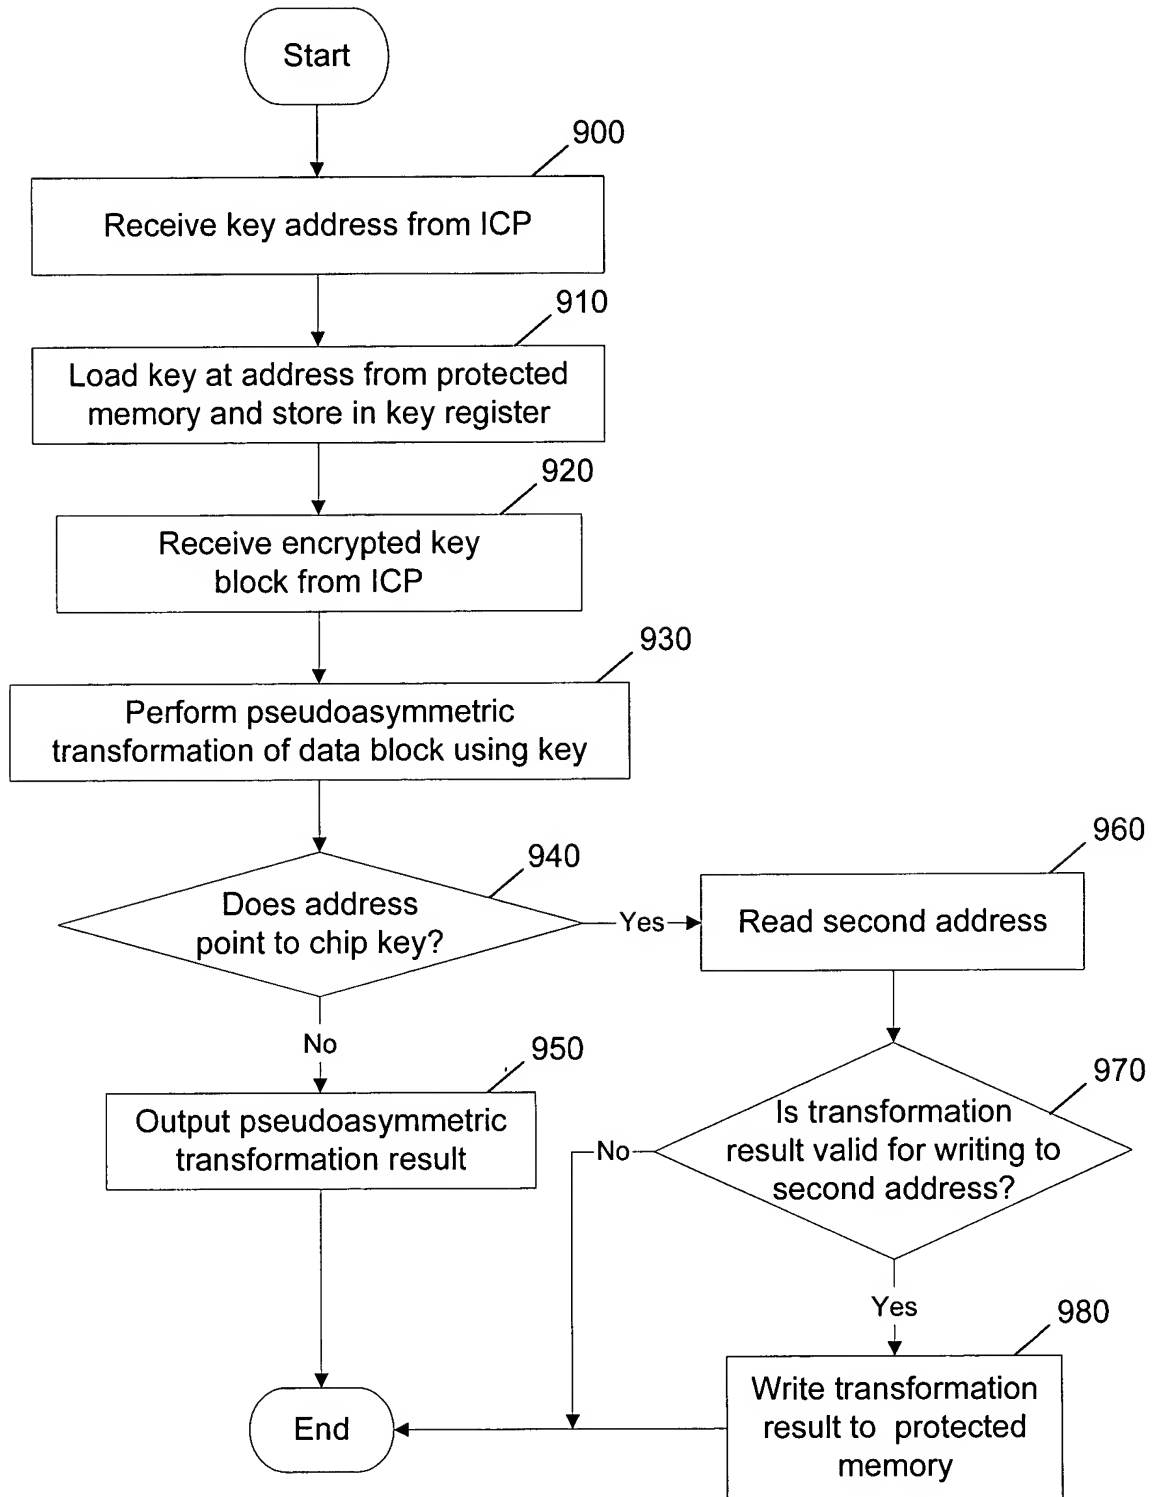 Start
900
Receive key address from ICP
910
Load key at address from protected
memory and store in key register
920
Receive encrypted key
block from ICP
930
Perform pseudoasymmetric
transformation of data block using key
940
Does address
point to chip key?
Yes
960
Read second address
No
950
Output pseudoasymmetric
transformation result
970
Is transformation
result valid for writing to
second address?
No
Yes
980
Write transformation
result to protected
memory
End